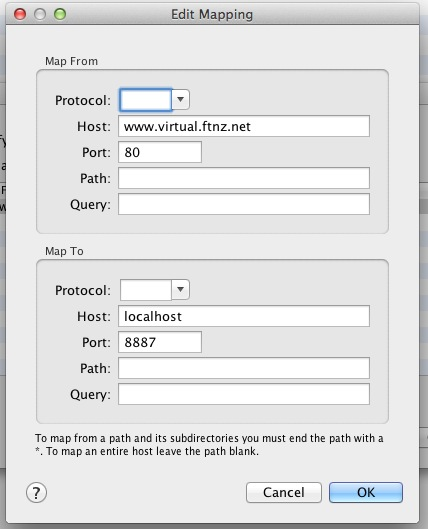 Edit Mapping
Map From
Protocol:
Host: www.virtual.ftnz.net
Port: 80
Path:
Query:
Map To
Protocol:
Host: localhost
Port: 8887
Path:
Query:
To map from a path and its subdirectories you must end the path with a
*. To map an entire host leave the path blank.
? Cancel OK